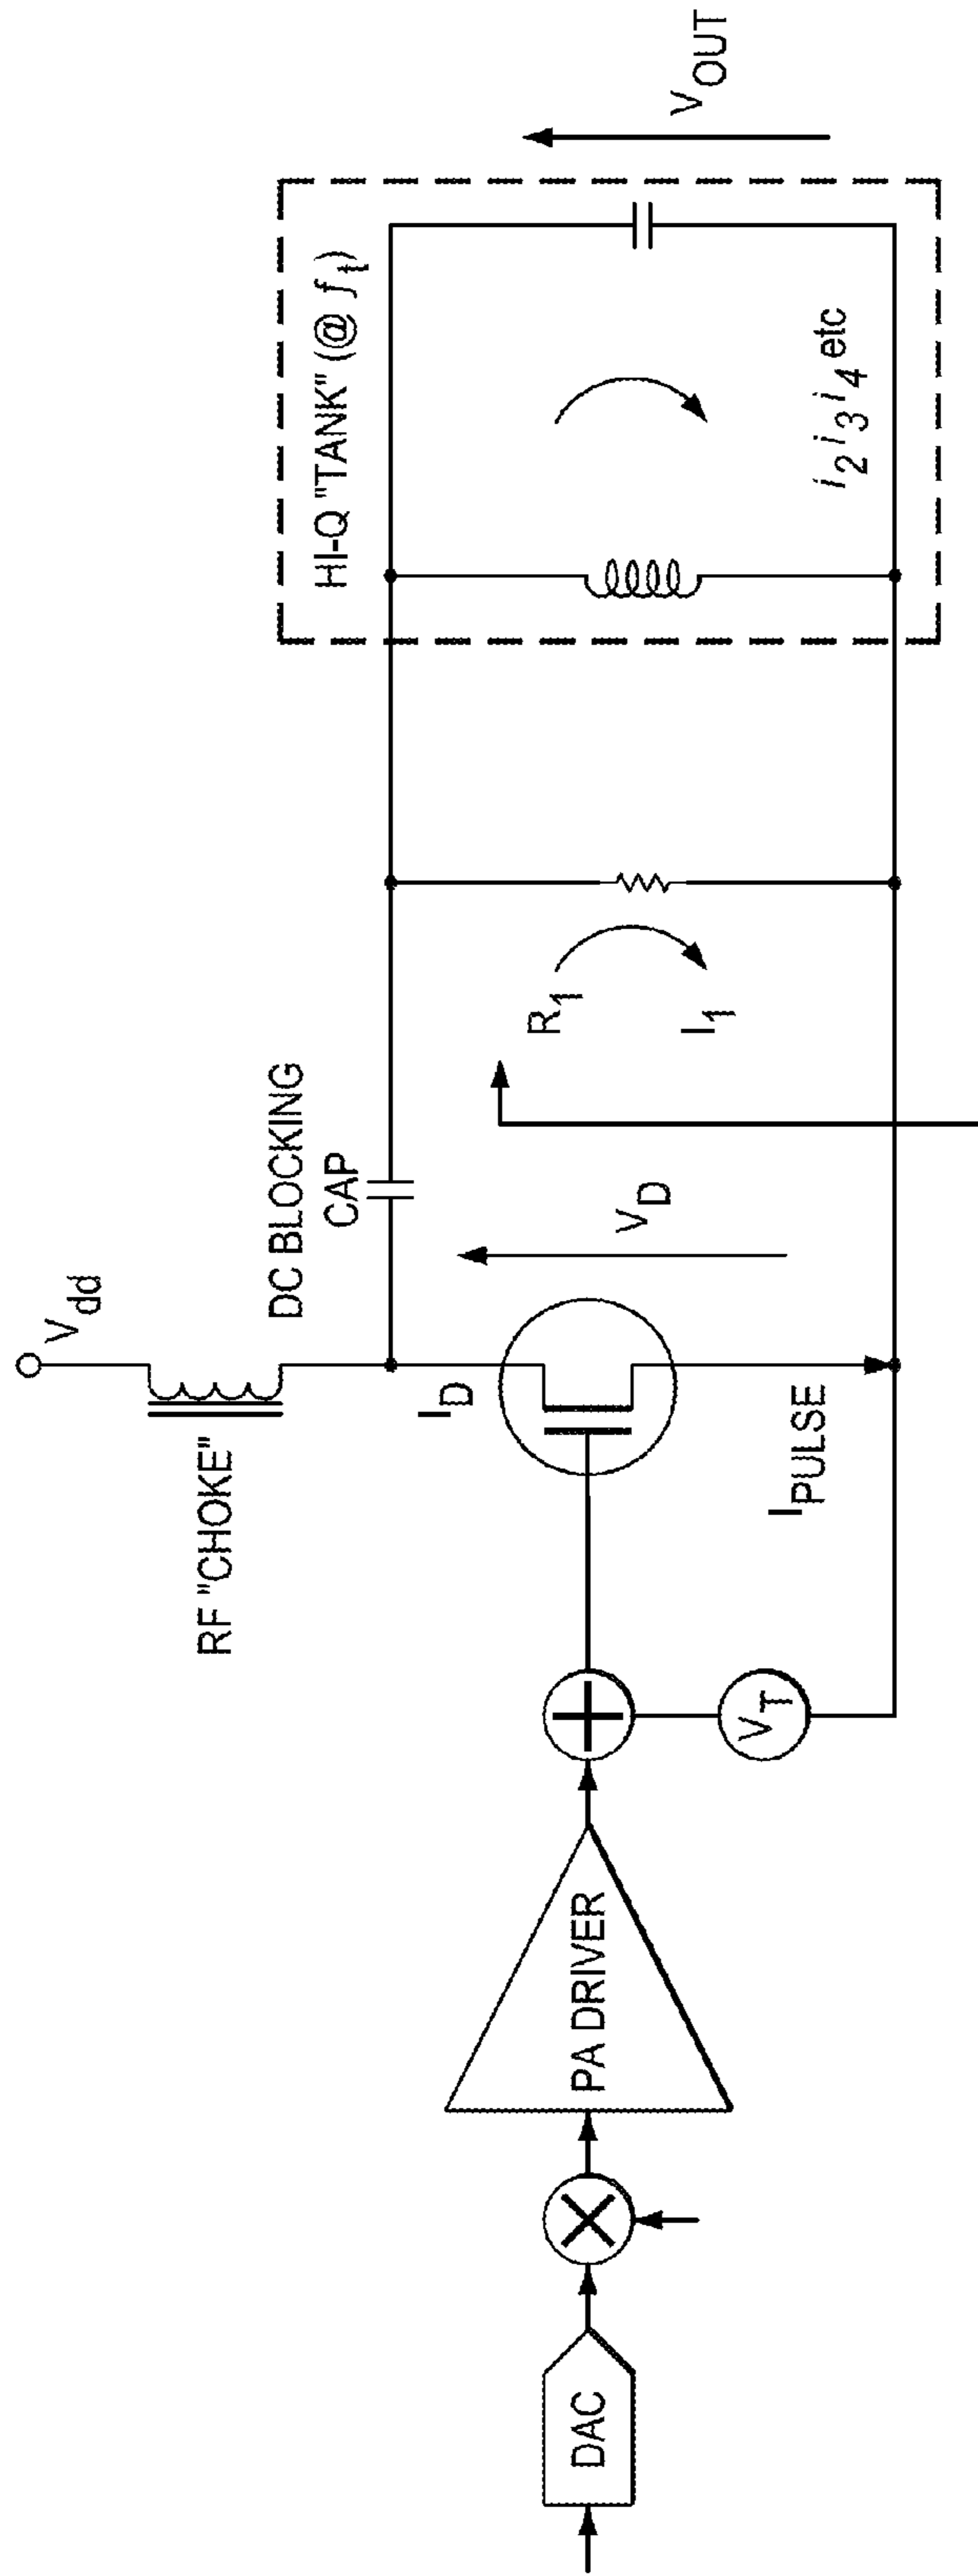 DAC
PA DRIVER
V_T
RF "CHOKE"
V_dd
I_D
I_PULSE
V_D
DC BLOCKING
CAP
R_1
I_1
HI-Q "TANK" (@ f_1)
i_2 i_3 i_4 etc
V_OUT